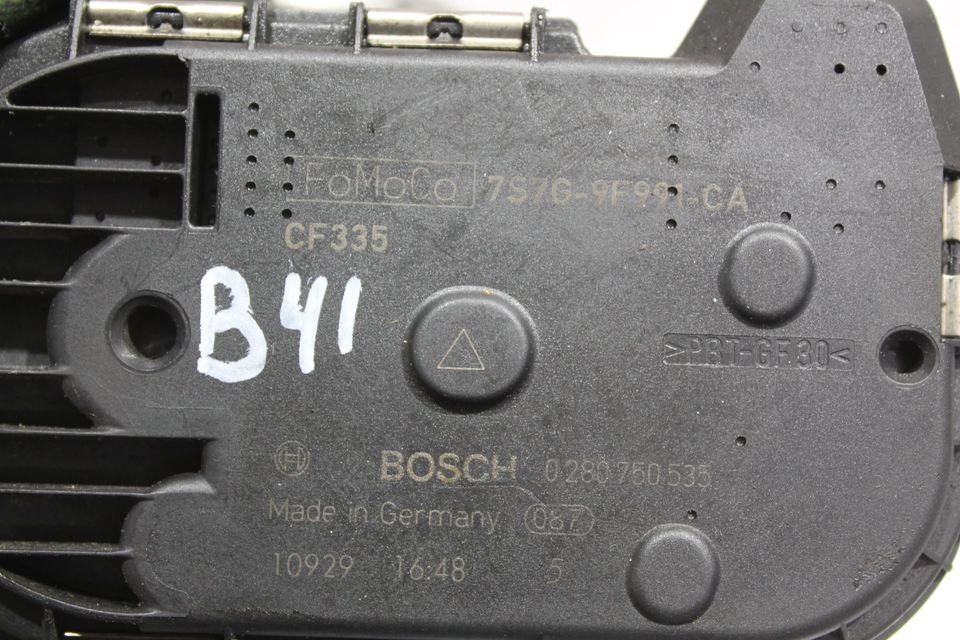 FoMoCo 7S7G-9F991-CA
CF335
B41
>PBT-GF30<
H BOSCH 0 280 750 535
Made in Germany 087
10929 16:48 5